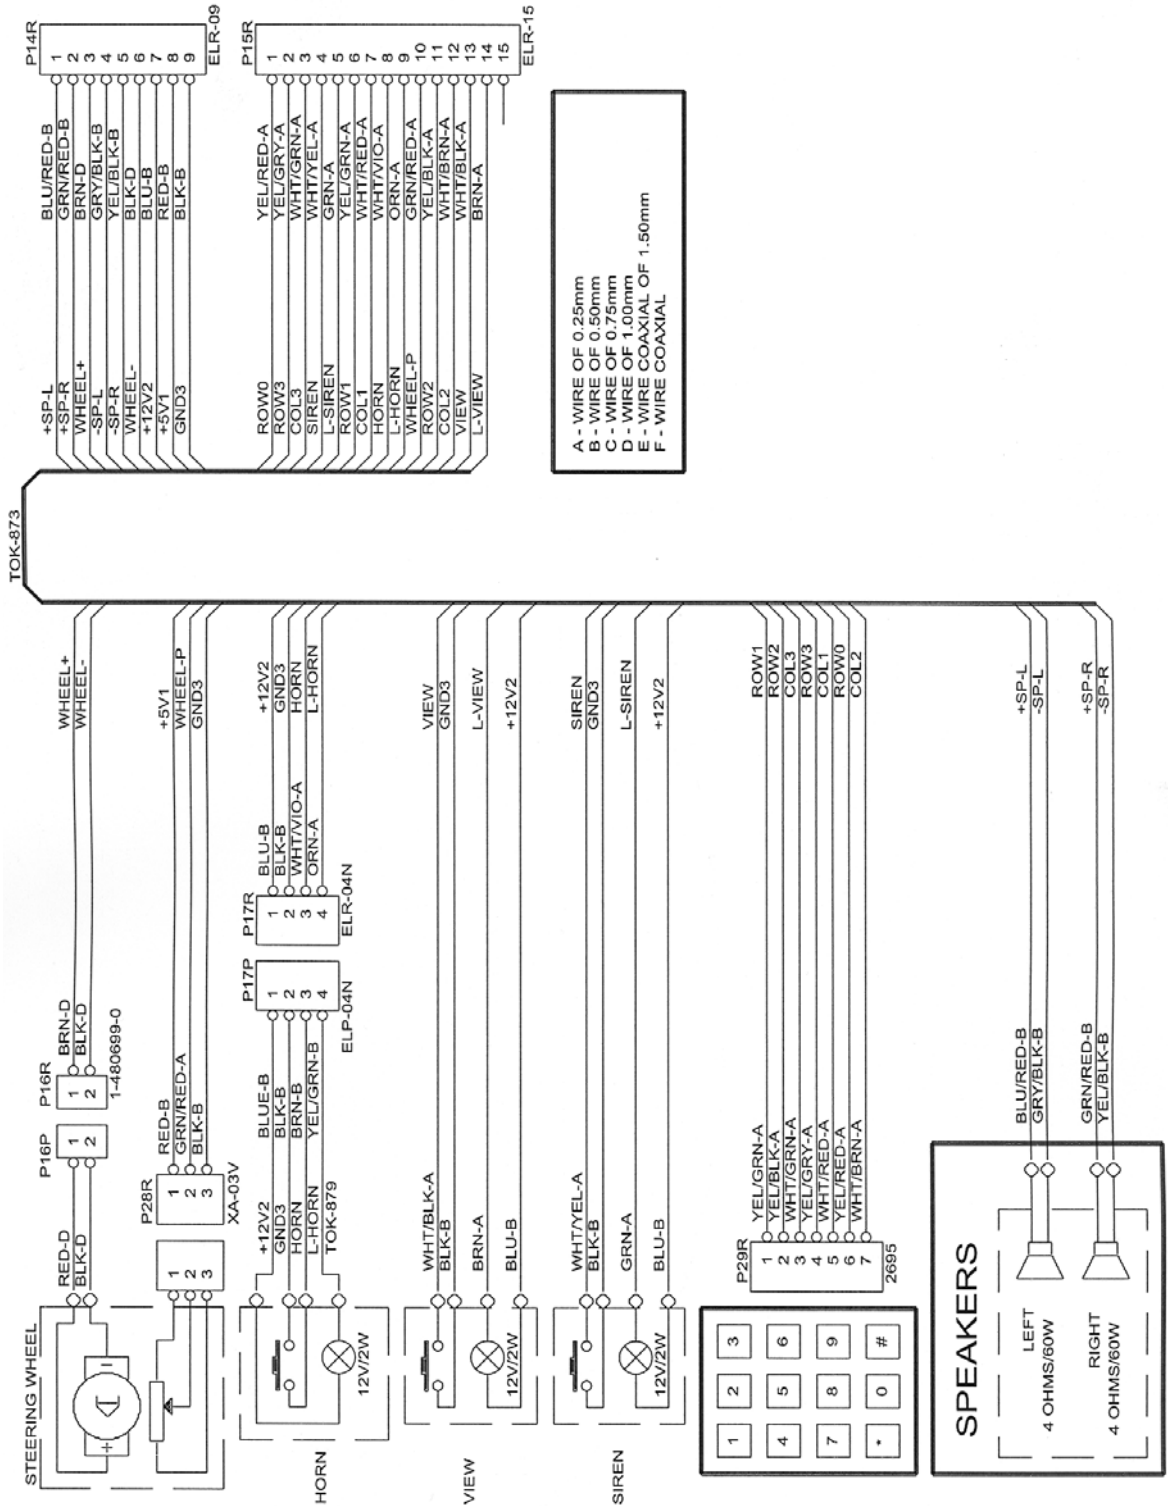 STEERING WHEEL
+
-
RED-D
BLK-D
P16P
1
2
P16R
1
2
1-480699-0
BRN-D
BLK-D
WHEEL+
WHEEL-
1
2
3
P28R
1
2
3
XA-03V
RED-B
GRN/RED-A
BLK-B
+5V1
WHEEL-P
GND3
HORN
12V/2W
+12V2
GND3
HORN
L-HORN
TOK-879
BLUE-B
BLK-B
BRN-B
YEL/GRN-B
P17P
1
2
3
4
ELP-04N
P17R
1
2
3
4
ELR-04N
BLU-B
BLK-B
WHT/VIO-A
ORN-A
+12V2
GND3
HORN
L-HORN
VIEW
12V/2W
WHT/BLK-A
BLK-B
BRN-A
BLU-B
VIEW
GND3
L-VIEW
+12V2
SIREN
12V/2W
WHT/YEL-A
BLK-B
GRN-A
BLU-B
SIREN
GND3
L-SIREN
+12V2
1 2 3
4 5 6
7 8 9
* 0 #
P29R
1
2
3
4
5
6
7
2695
YEL/GRN-A
YEL/BLK-A
WHT/GRN-A
YEL/GRY-A
WHT/RED-A
YEL/RED-A
WHT/BRN-A
ROW1
ROW2
COL3
ROW3
COL1
ROW0
COL2
SPEAKERS
LEFT
4 OHMS/60W
RIGHT
4 OHMS/60W
BLU/RED-B
GRY/BLK-B
GRN/RED-B
YEL/BLK-B
+SP-L
-SP-L
+SP-R
-SP-R
TOK-873
+SP-L
+SP-R
WHEEL+
-SP-L
-SP-R
WHEEL-
+12V2
+5V1
GND3
BLU/RED-B
GRN/RED-B
BRN-D
GRY/BLK-B
YEL/BLK-B
BLK-D
BLU-B
RED-B
BLK-B
P14R
1
2
3
4
5
6
7
8
9
ELR-09
ROW0
ROW3
COL3
SIREN
L-SIREN
ROW1
COL1
HORN
L-HORN
WHEEL-P
ROW2
COL2
VIEW
L-VIEW
YEL/RED-A
YEL/GRY-A
WHT/GRN-A
WHT/YEL-A
GRN-A
YEL/GRN-A
WHT/RED-A
WHT/VIO-A
ORN-A
GRN/RED-A
YEL/BLK-A
WHT/BRN-A
WHT/BLK-A
BRN-A
P15R
1
2
3
4
5
6
7
8
9
10
11
12
13
14
15
ELR-15
A - WIRE OF 0.25mm
B - WIRE OF 0.50mm
C - WIRE OF 0.75mm
D - WIRE OF 1.00mm
E - WIRE COAXIAL OF 1.50mm
F - WIRE COAXIAL